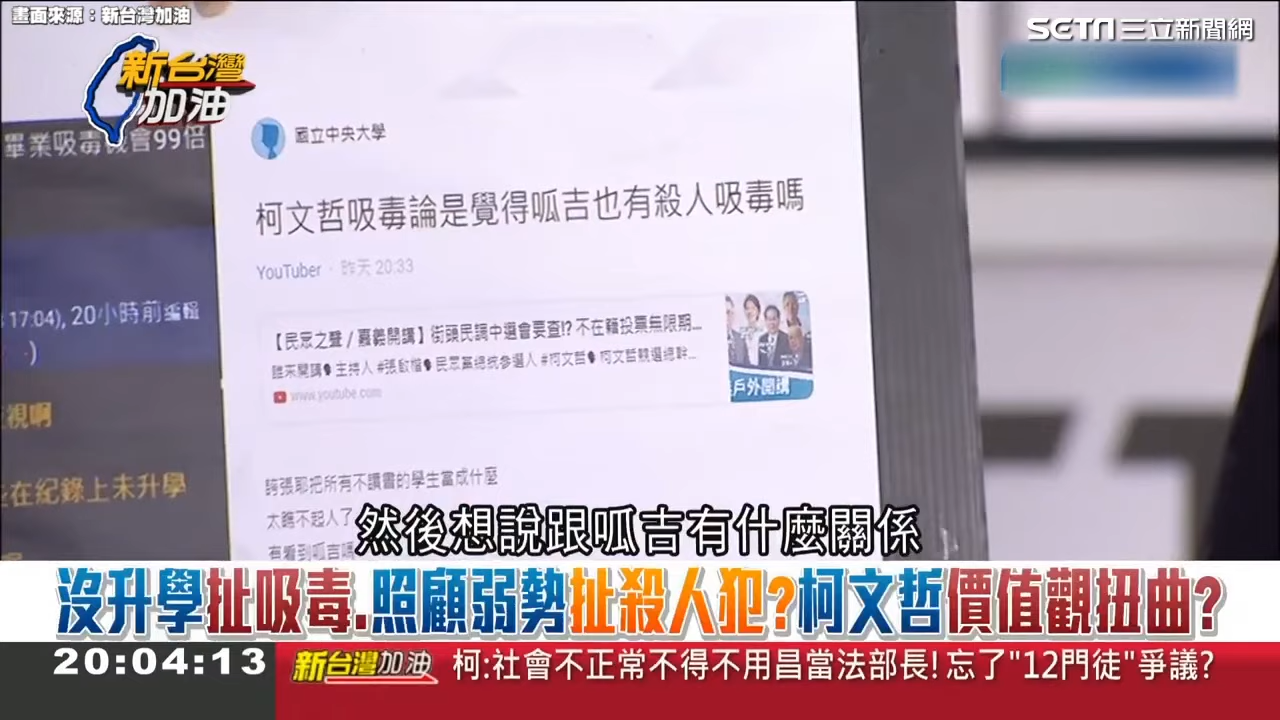 畫面來源：新台灣加油
SETN三立新聞網
新台灣
加油
畢業吸毒機會99倍
國立中央大學
柯文哲吸毒論是覺得呱吉也有殺人吸毒嗎
YouTuber · 昨天 20:33
17:04), 20小時前編輯
【民眾之聲 / 嘉義開講】街頭民調中選會要查!? 不在籍投票無限期...
誰來開講🗣主持人 #張啟楷🗣民眾黨總統參選人 #柯文哲🗣柯文哲競選總幹...
www.youtube.com
戶外開講
視啊
在紀錄上未升學
誇張耶把所有不讀書的學生當成什麼
太瞧不起人了
有看到呱吉嗎
然後想說跟呱吉有什麼關係
沒升學扯吸毒.照顧弱勢扯殺人犯?柯文哲價值觀扭曲?
20:04:13
新台灣加油
柯:社會不正常不得不用昌當法部長! 忘了"12門徒"爭議?